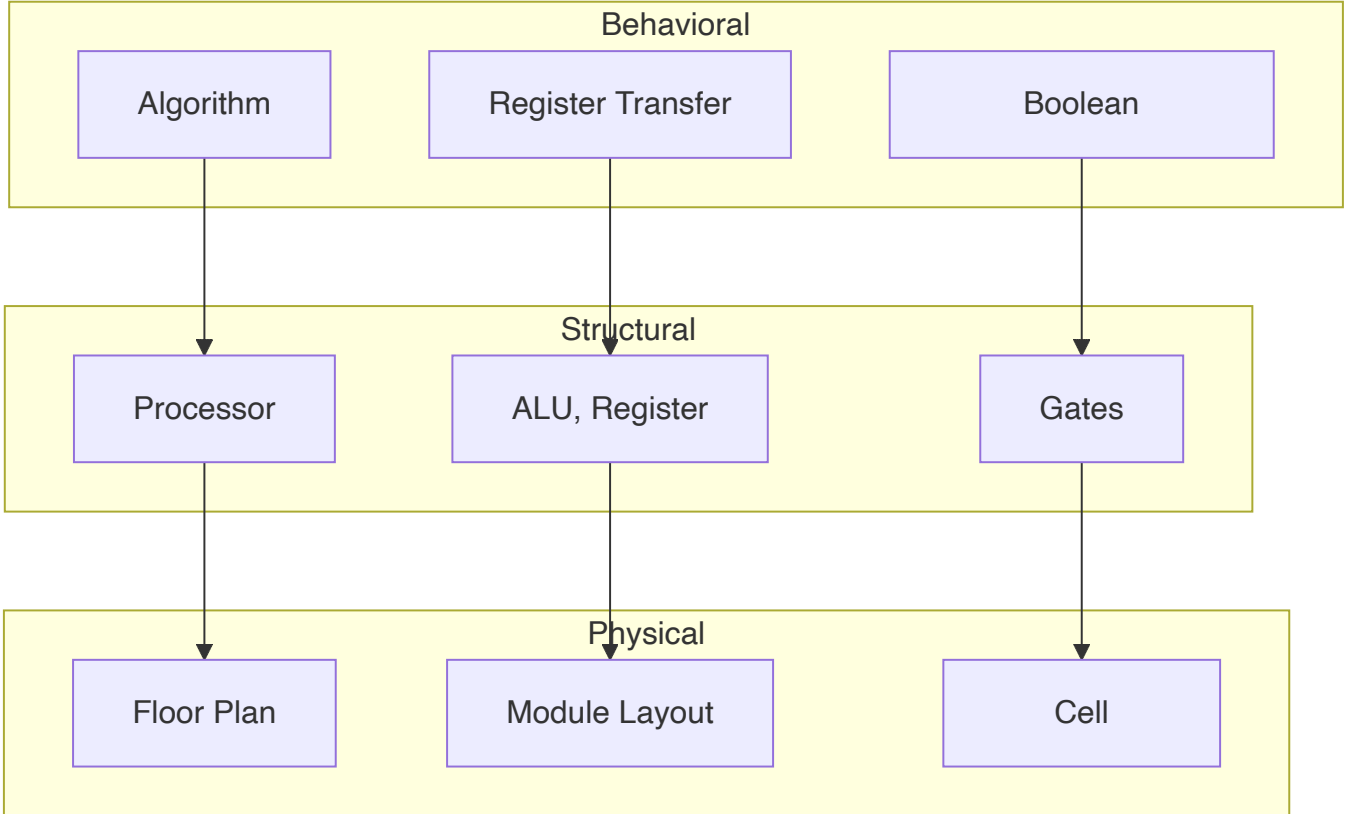 Behavioral
Algorithm
Register Transfer
Boolean
Structural
Processor
ALU, Register
Gates
Physical
Floor Plan
Module Layout
Cell